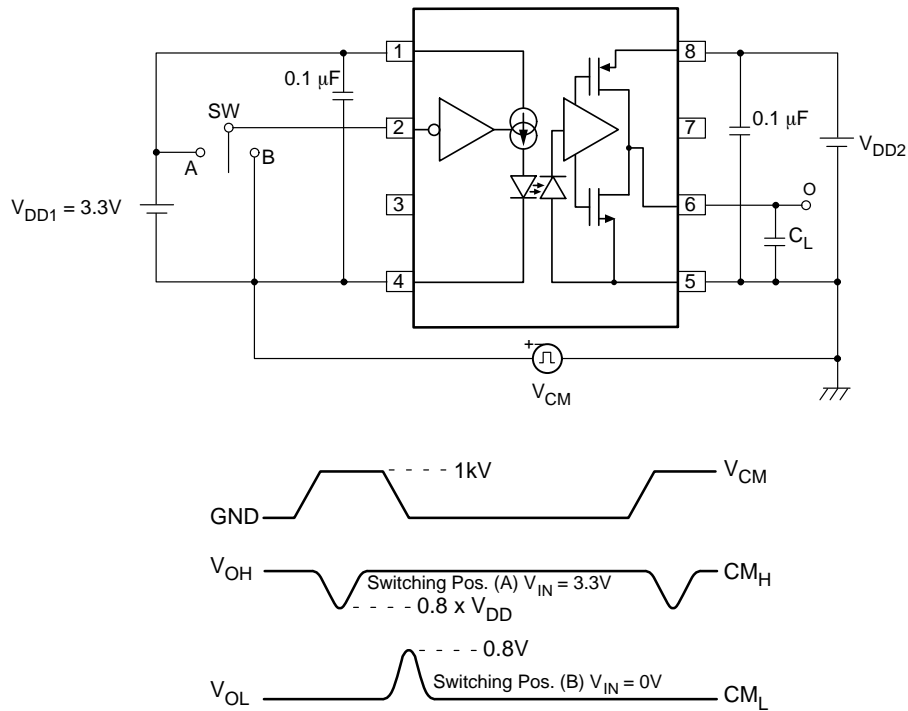 1
8
0.1 μF
SW
2
7
0.1 μF
A
B
V_DD2
V_DD1 = 3.3V
3
6
O
C_L
4
5
+–
V_CM
1kV
V_CM
GND
V_OH
Switching Pos. (A) V_IN = 3.3V
CM_H
0.8 x V_DD
0.8V
Switching Pos. (B) V_IN = 0V
V_OL
CM_L